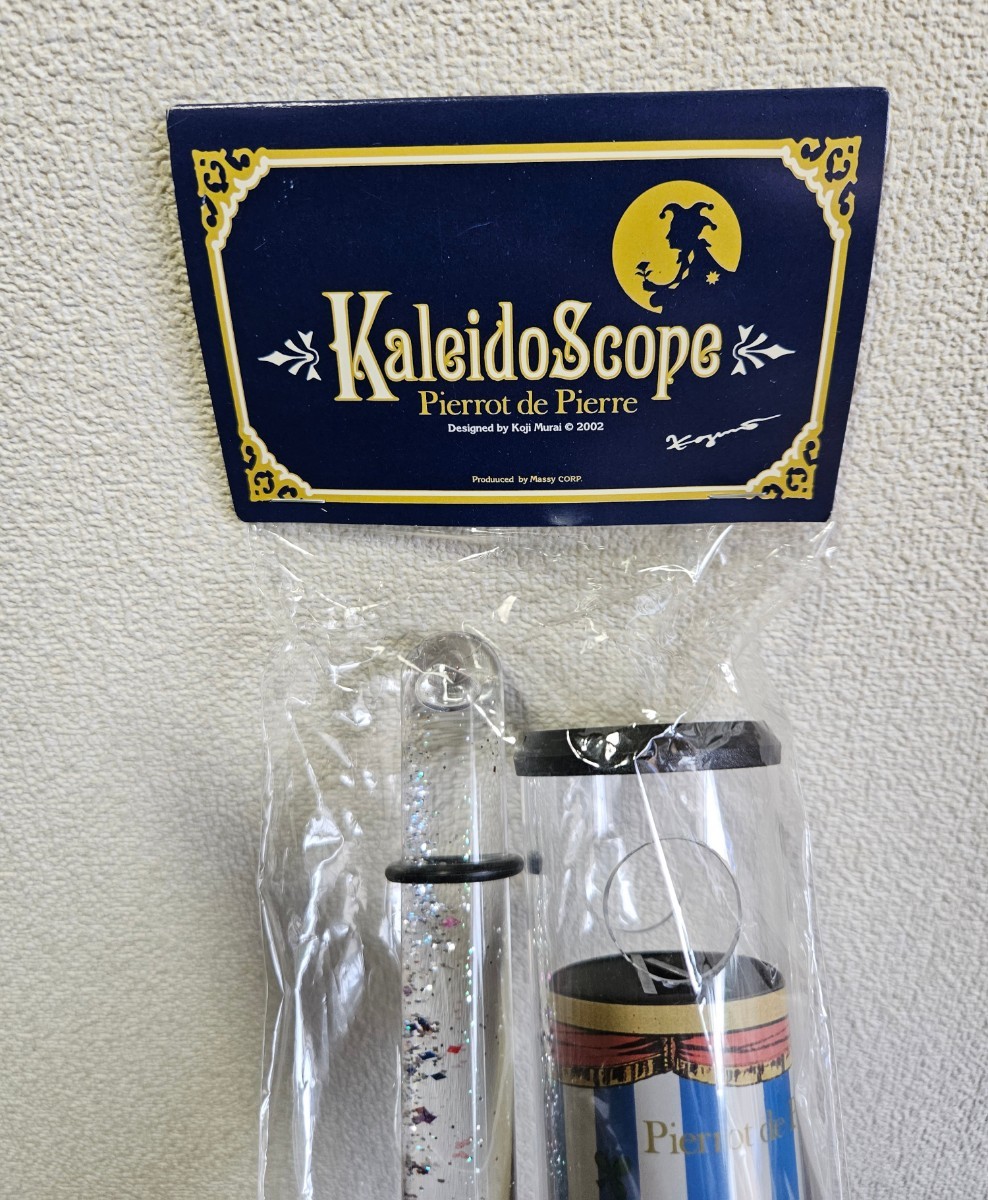 KaleidoScope
Pierrot de Pierre
Designed by Koji Murai © 2002
Produuced by Massy CORP.
Pierrot de